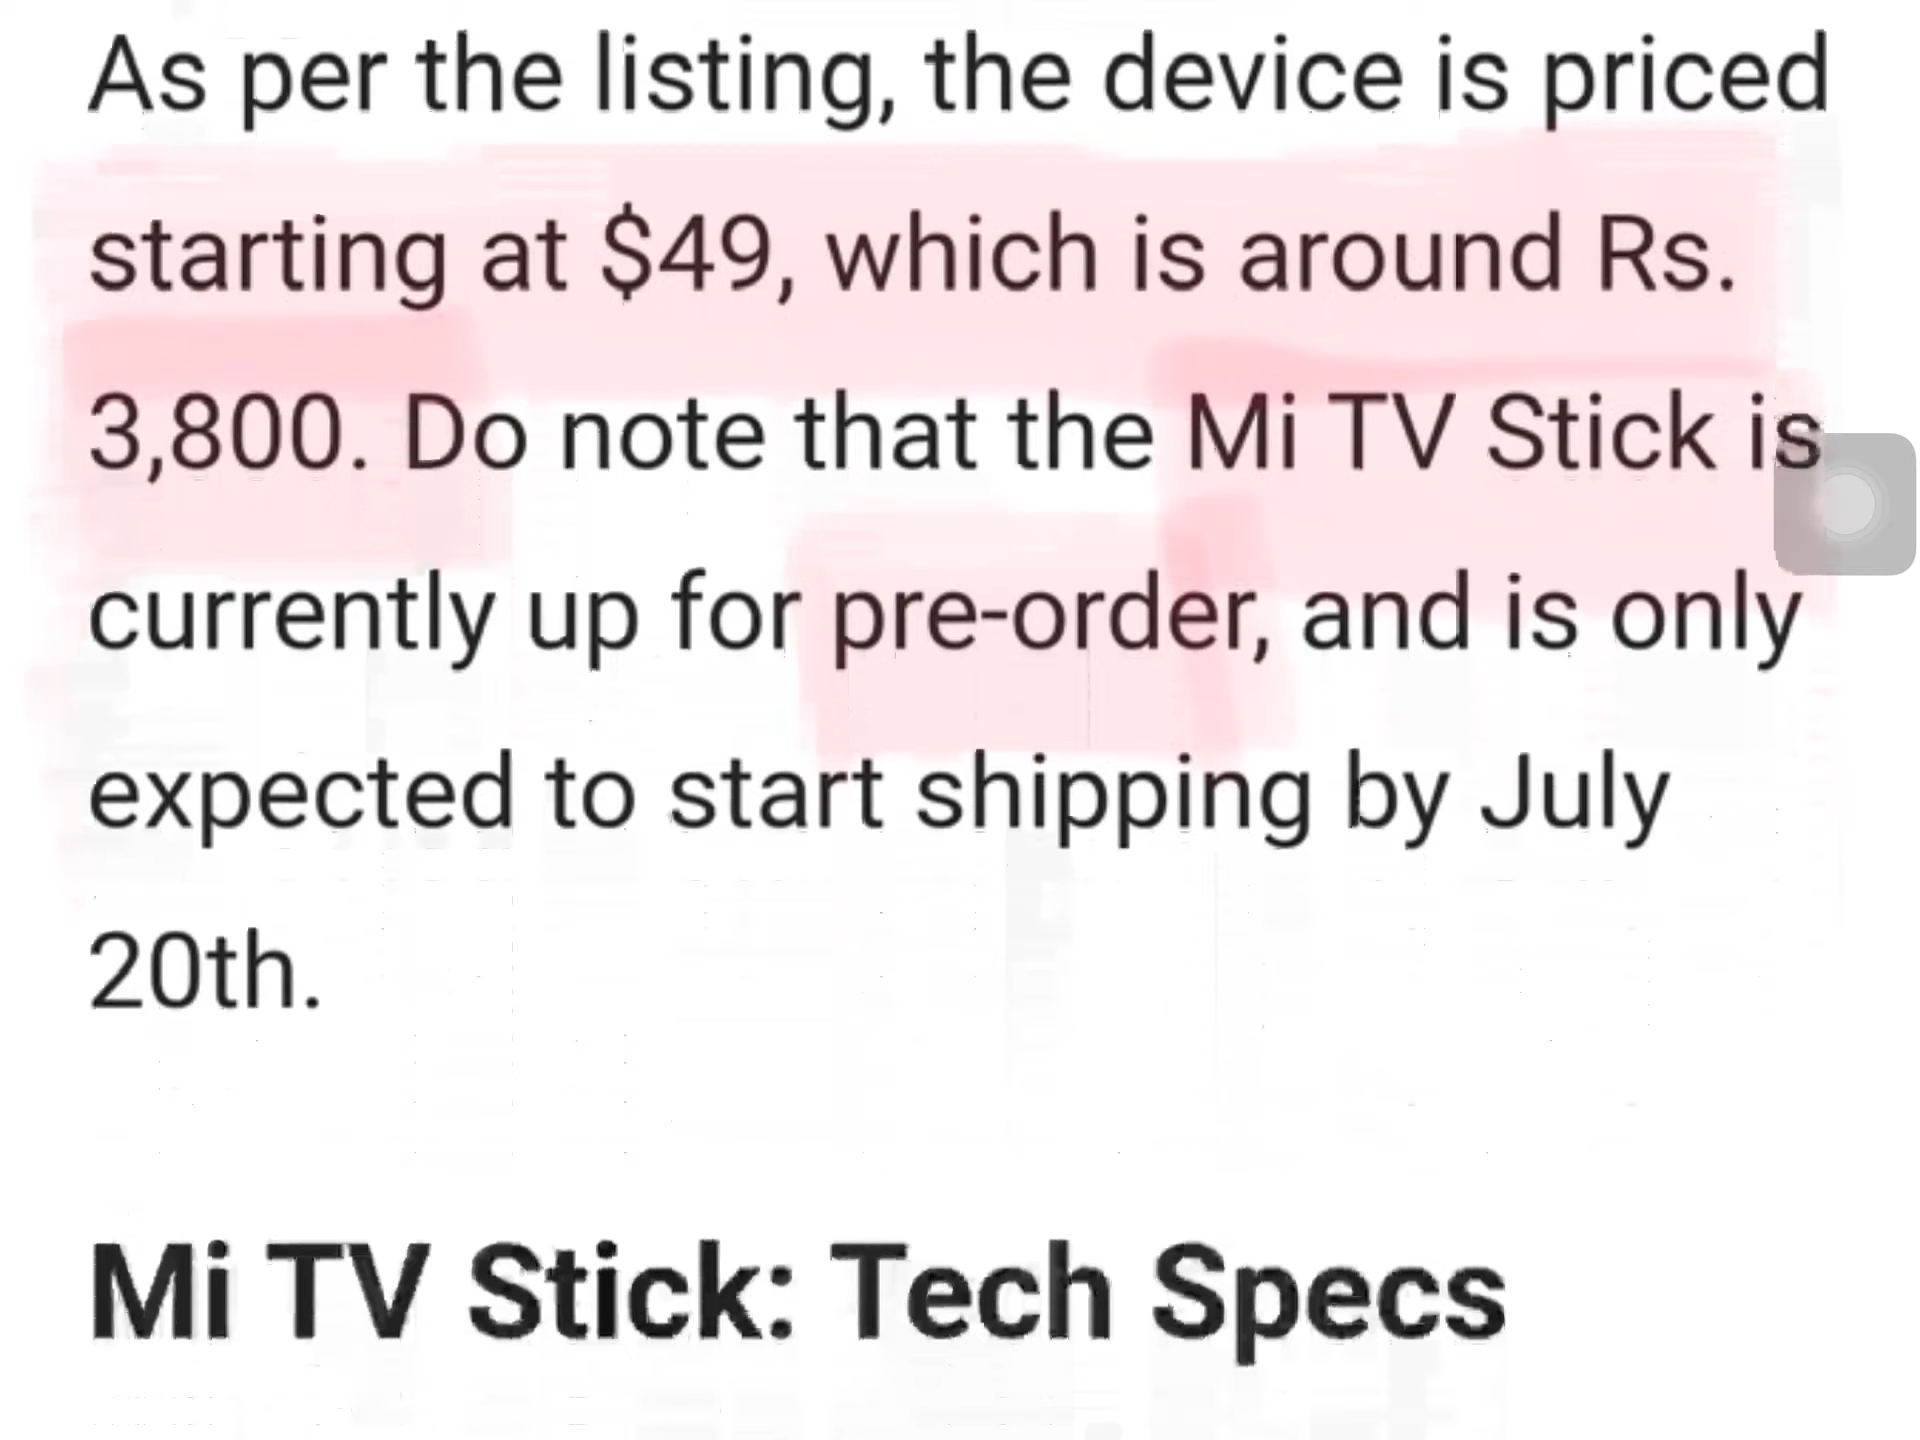 As per the listing, the device is priced
starting at $49, which is around Rs.
3,800. Do note that the Mi TV Stick is
currently up for pre-order, and is only
expected to start shipping by July
20th.
Mi TV Stick: Tech Specs